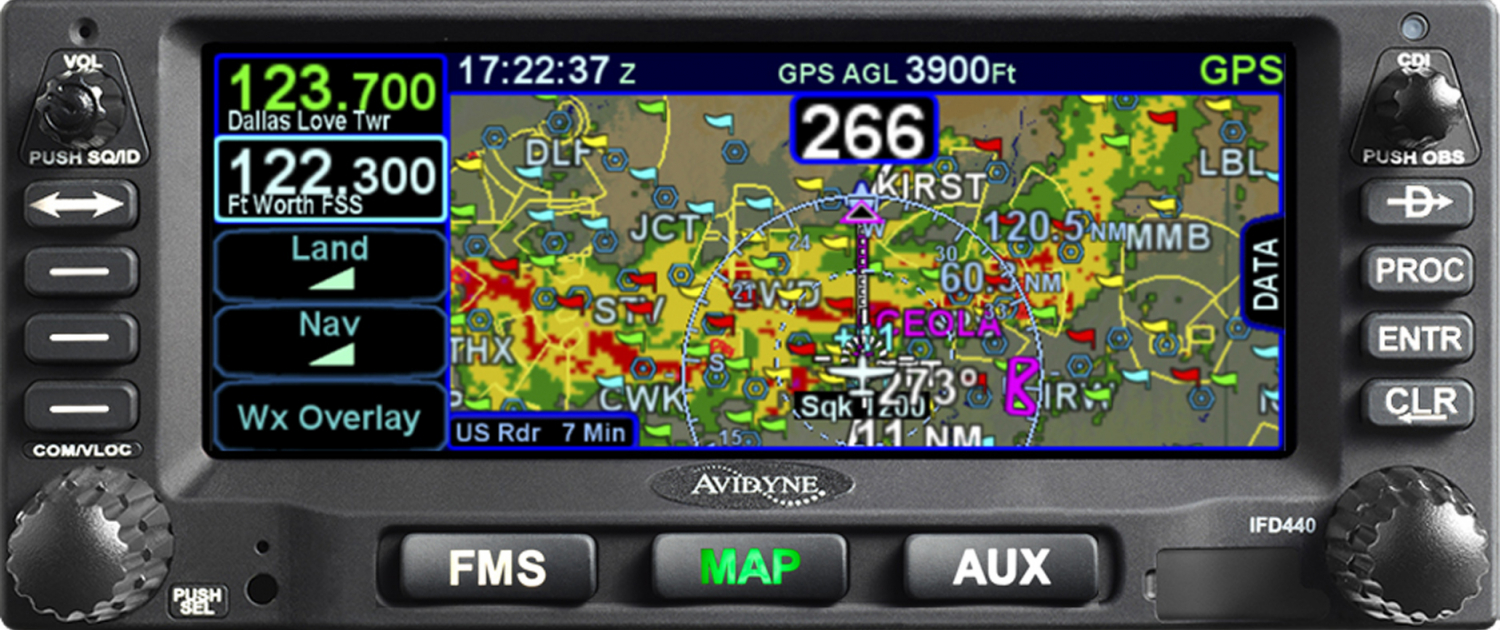 VOL
PUSH SQ/ID
COM/VLOC
PUSH
SEL
123.700
Dallas Love Twr
122.300
Ft Worth FSS
Land
Nav
Wx Overlay
17:22:37 Z
GPS AGL 3900Ft
GPS
266
KIRST
LBL
JCT
120.5NM
MMB
W
24
30
60.3NM
21
33
CEOLA
THX
S
273°
CWK
Sqk 1200
IRW
US Rdr 7 Min
15
11 NM
DATA
AVIDYNE
CDI
PUSH OBS
D
PROC
ENTR
CLR
IFD440
FMS
MAP
AUX